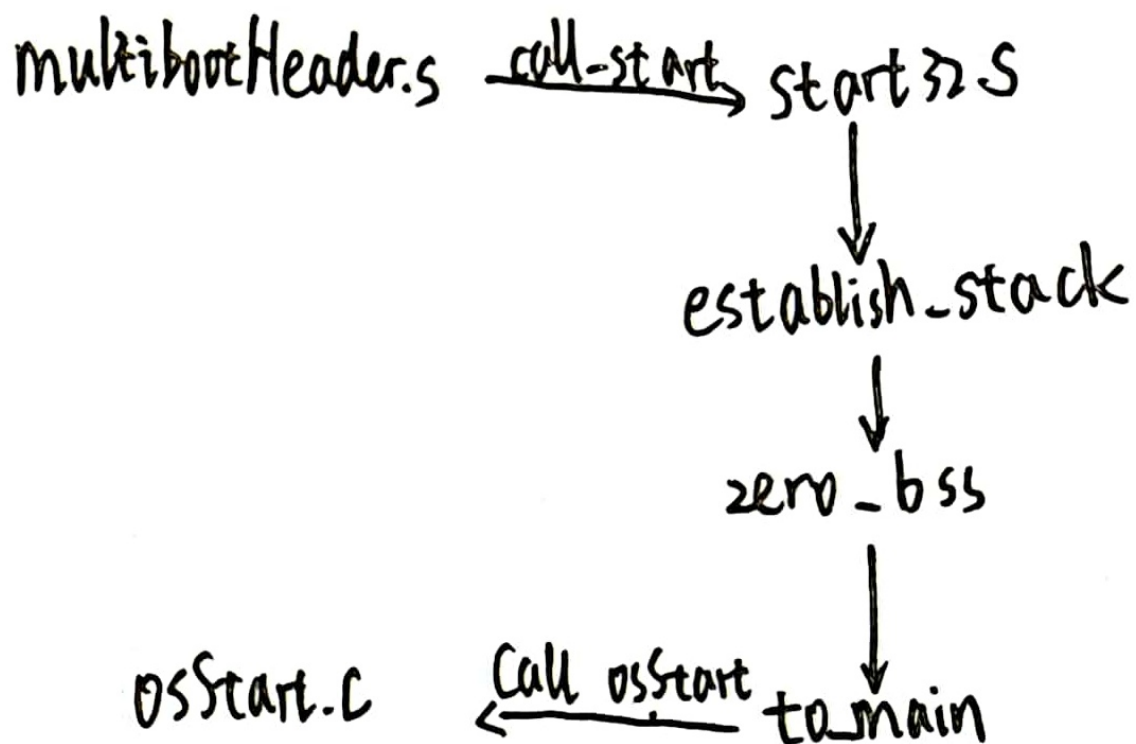 multibootHeader.s call_start start32.S
establish_stack
zero_bss
osStart.c Call osStart to_main